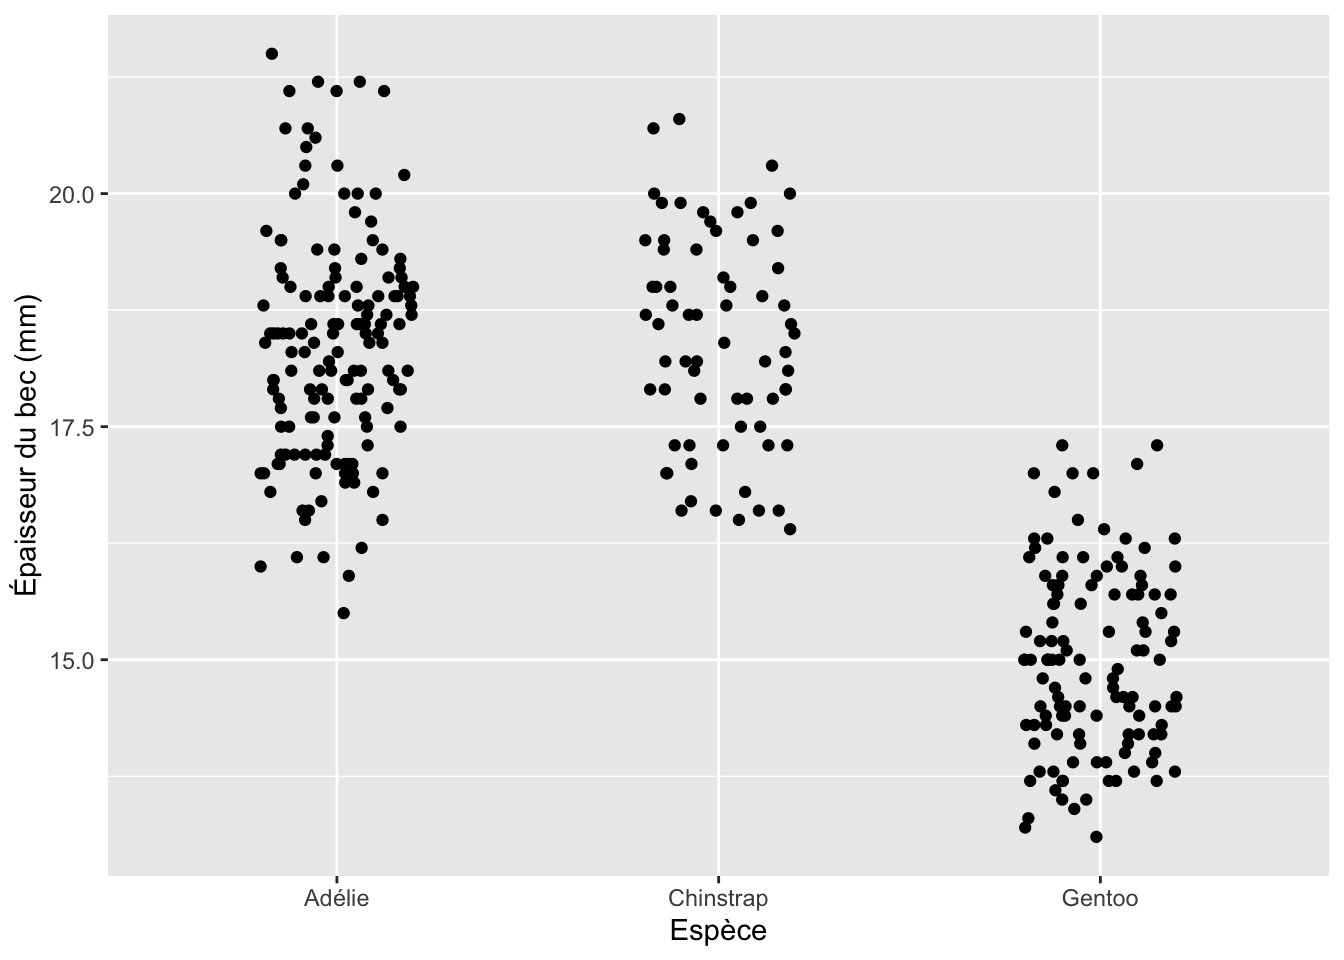 Épaisseur du bec (mm)
20.0
17.5
15.0
Adélie
Chinstrap
Gentoo
Espèce